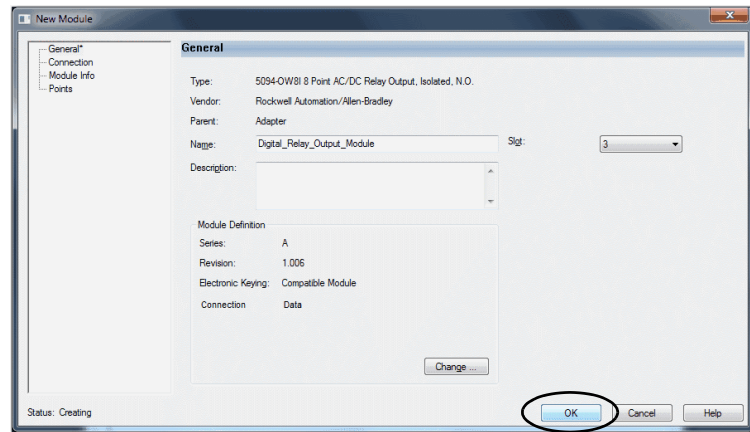 New Module
General*
Connection
Module Info
Points
General
Type: 5094-OW8I 8 Point AC/DC Relay Output, Isolated, N.O.
Vendor: Rockwell Automation/Allen-Bradley
Parent: Adapter
Name: Digital_Relay_Output_Module Slot: 3
Description:
Module Definition
Series: A
Revision: 1.006
Electronic Keying: Compatible Module
Connection Data
Change ...
Status: Creating OK Cancel Help